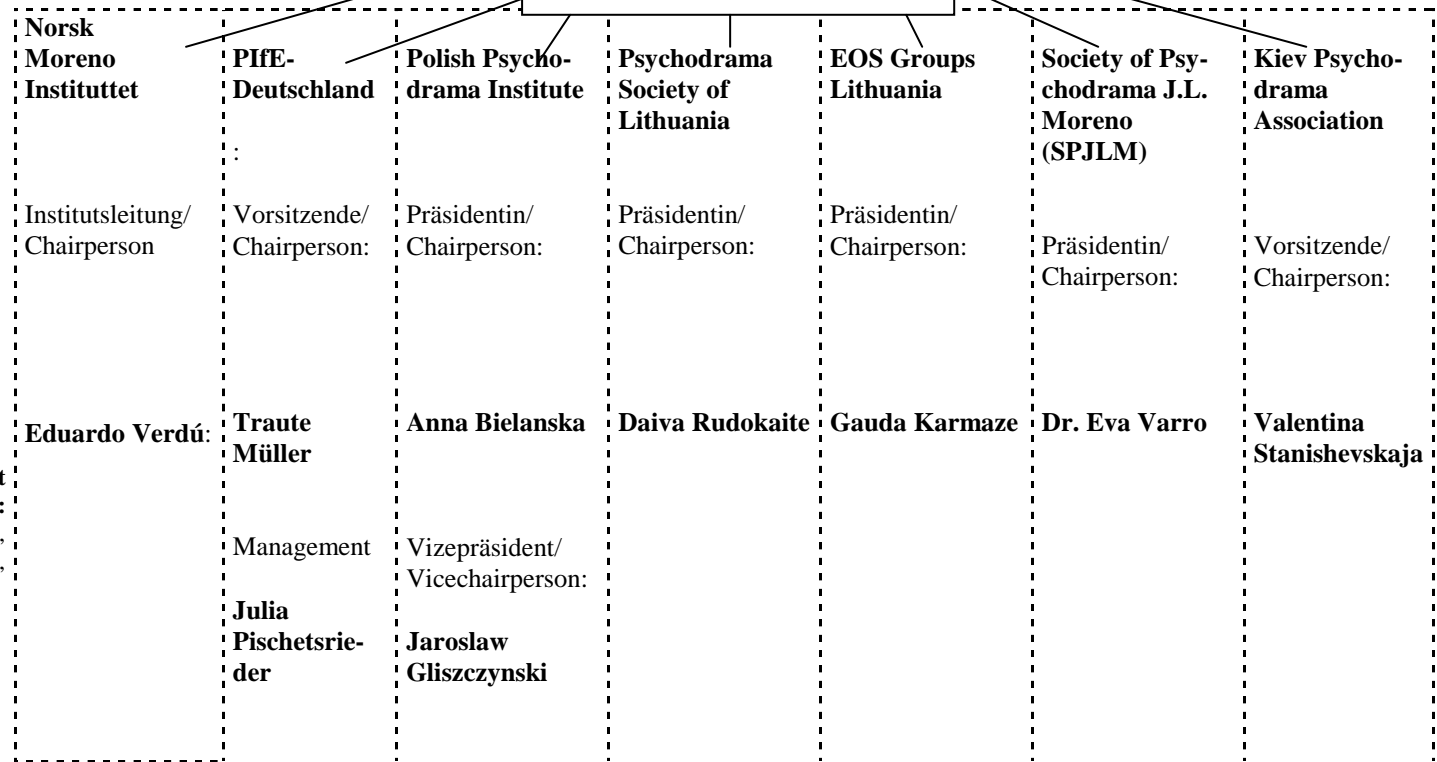 Norsk
Moreno
Instituttet
Institutsleitung/
Chairperson
Eduardo Verdú:
PIfE-
Deutschland
:
Vorsitzende/
Chairperson:
Traute
Müller
Management
Julia
Pischetsrie-
der
Polish Psycho-
drama Institute
Präsidentin/
Chairperson:
Anna Bielanska
Vizepräsident/
Vicechairperson:
Jaroslaw
Gliszczynski
Psychodrama
Society of
Lithuania
Präsidentin/
Chairperson:
Daiva Rudokaite
EOS Groups
Lithuania
Präsidentin/
Chairperson:
Gauda Karmaze
Society of Psy-
chodrama J.L.
Moreno
(SPJLM)
Präsidentin/
Chairperson:
Dr. Eva Varro
Kiev Psycho-
drama
Association
Vorsitzende/
Chairperson:
Valentina
Stanishevskaja
t
:
,
,